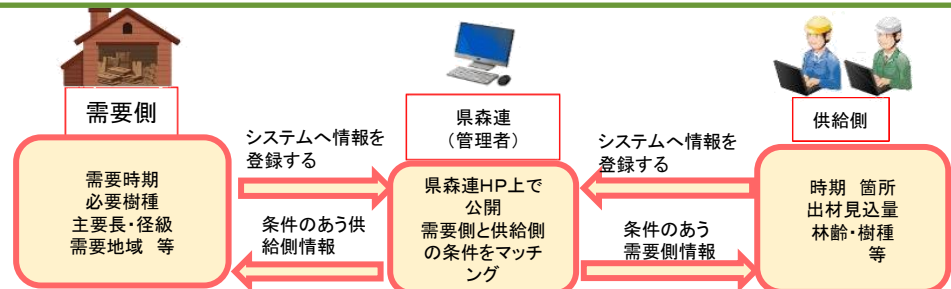 需要側
需要時期
必要樹種
主要長・径級
需要地域 等
システムへ情報を
登録する
条件のあう供
給側情報
県森連
(管理者)
県森連HP上で
公開
需要側と供給側
の条件をマッチ
ング
システムへ情報を
登録する
条件のあう
需要側情報
供給側
時期 箇所
出材見込量
林齢・樹種
等